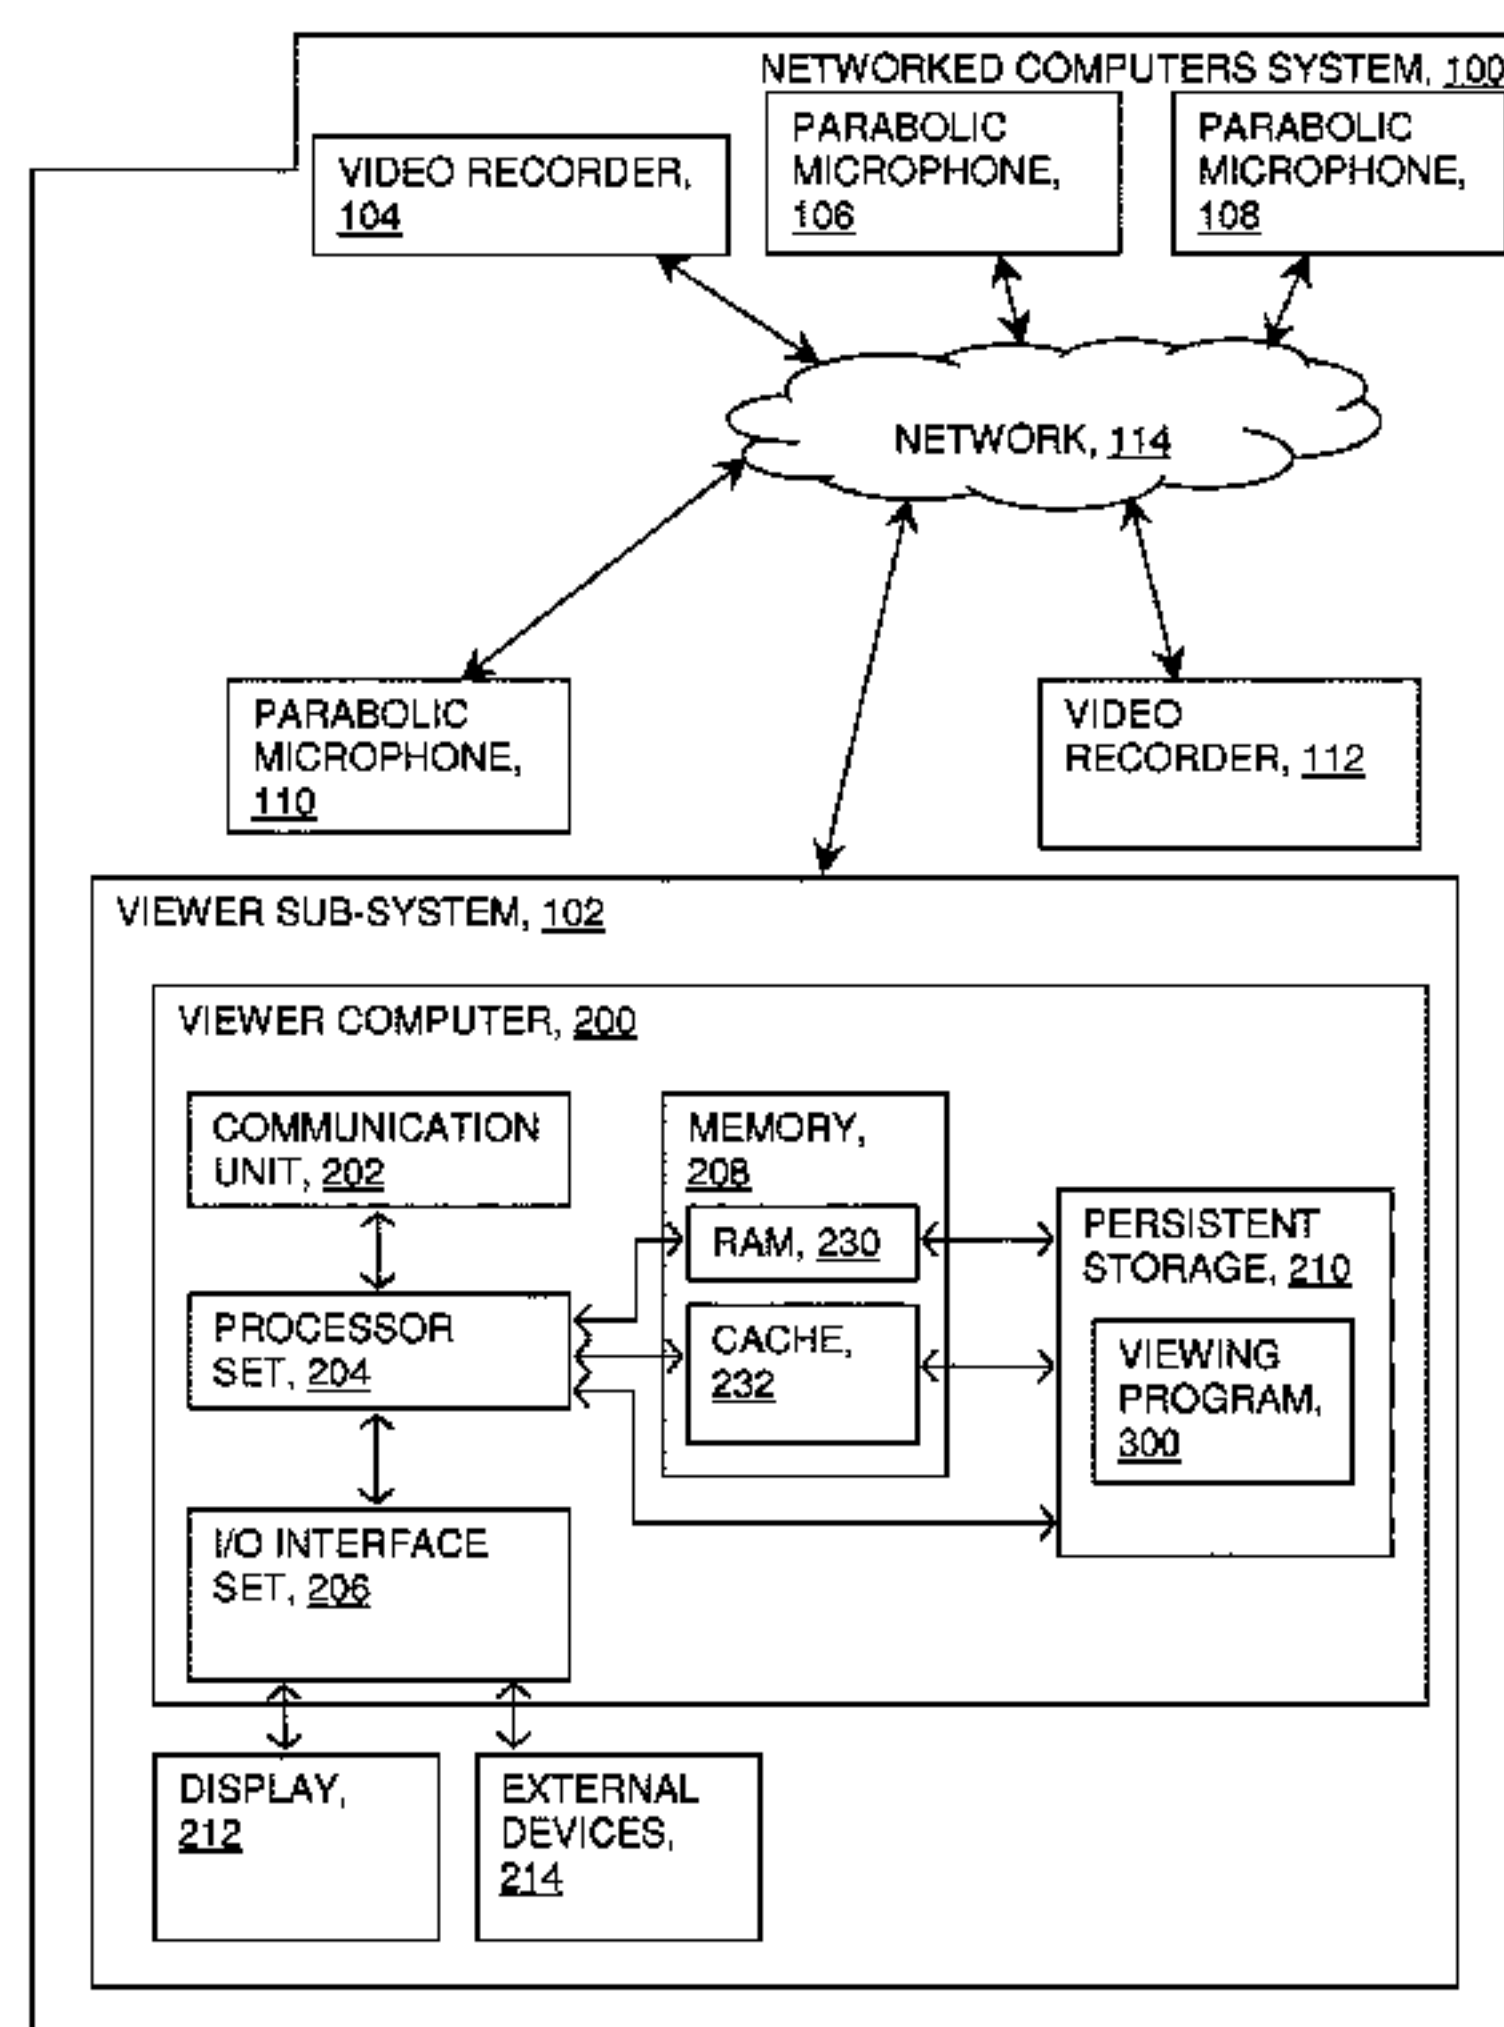 NETWORKED COMPUTERS SYSTEM, 100
VIDEO RECORDER,
104
PARABOLIC
MICROPHONE,
106
PARABOLIC
MICROPHONE,
108
NETWORK, 114
PARABOLIC
MICROPHONE,
110
VIDEO
RECORDER, 112
VIEWER SUB-SYSTEM, 102
VIEWER COMPUTER, 200
COMMUNICATION
UNIT, 202
MEMORY,
208
RAM, 230
PERSISTENT
STORAGE, 210
PROCESSOR
SET, 204
CACHE,
232
VIEWING
PROGRAM,
300
I/O INTERFACE
SET, 206
DISPLAY,
212
EXTERNAL
DEVICES,
214